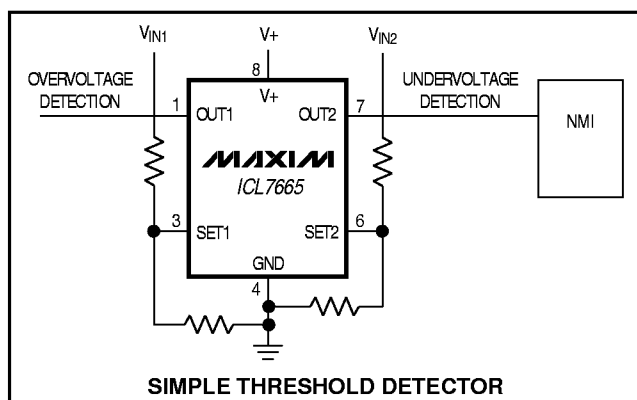 VIN1
V+
VIN2
OVERVOLTAGE
DETECTION
8
UNDERVOLTAGE
DETECTION
1
OUT1
V+
OUT2
7
NMI
MAXIM
ICL7665
3
SET1
SET2
6
GND
4
SIMPLE THRESHOLD DETECTOR